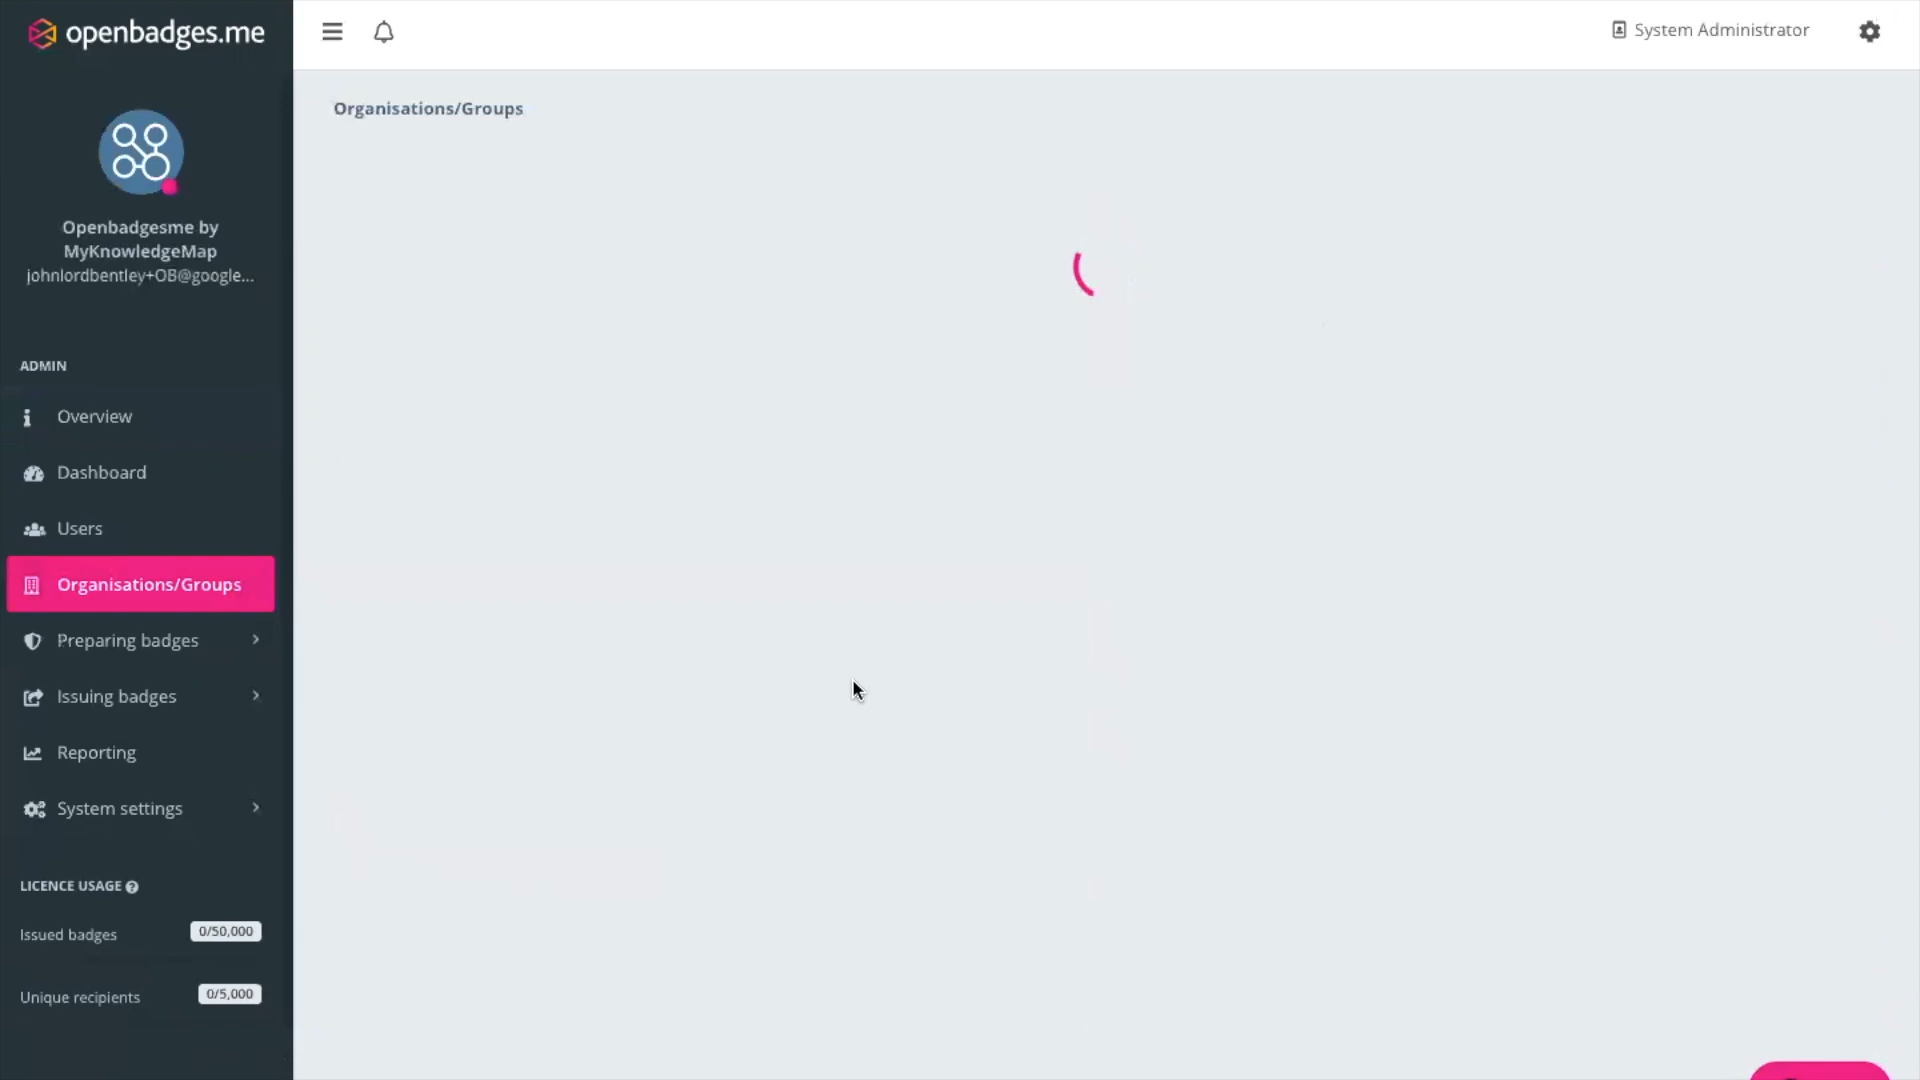 openbadges.me
System Administrator
Organisations/Groups
Openbadgesme by
MyKnowledgeMap
johnlordbentley+OB@google...
ADMIN
Overview
Dashboard
Users
Organisations/Groups
Preparing badges
Issuing badges
Reporting
System settings
LICENCE USAGE
Issued badges 0/50,000
Unique recipients 0/5,000